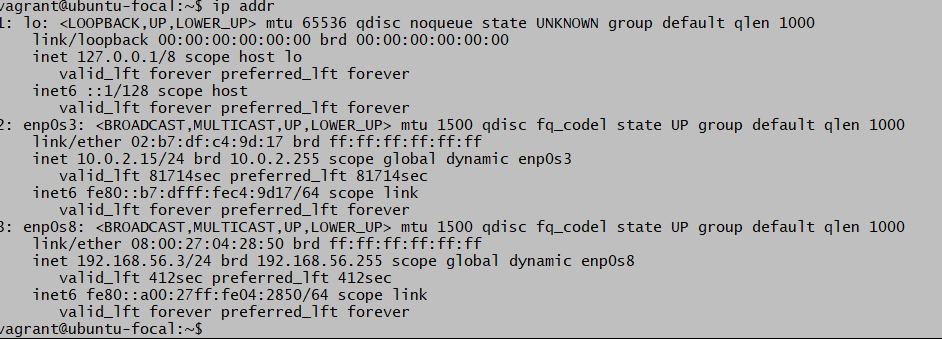 vagrant@ubuntu-focal:~$ ip addr
1: lo: <LOOPBACK,UP,LOWER_UP> mtu 65536 qdisc noqueue state UNKNOWN group default qlen 1000
    link/loopback 00:00:00:00:00:00 brd 00:00:00:00:00:00
    inet 127.0.0.1/8 scope host lo
       valid_lft forever preferred_lft forever
    inet6 ::1/128 scope host
       valid_lft forever preferred_lft forever
2: enp0s3: <BROADCAST,MULTICAST,UP,LOWER_UP> mtu 1500 qdisc fq_codel state UP group default qlen 1000
    link/ether 02:b7:df:c4:9d:17 brd ff:ff:ff:ff:ff:ff
    inet 10.0.2.15/24 brd 10.0.2.255 scope global dynamic enp0s3
       valid_lft 81714sec preferred_lft 81714sec
    inet6 fe80::b7:dfff:fec4:9d17/64 scope link
       valid_lft forever preferred_lft forever
3: enp0s8: <BROADCAST,MULTICAST,UP,LOWER_UP> mtu 1500 qdisc fq_codel state UP group default qlen 1000
    link/ether 08:00:27:04:28:50 brd ff:ff:ff:ff:ff:ff
    inet 192.168.56.3/24 brd 192.168.56.255 scope global dynamic enp0s8
       valid_lft 412sec preferred_lft 412sec
    inet6 fe80::a00:27ff:fe04:2850/64 scope link
       valid_lft forever preferred_lft forever
vagrant@ubuntu-focal:~$